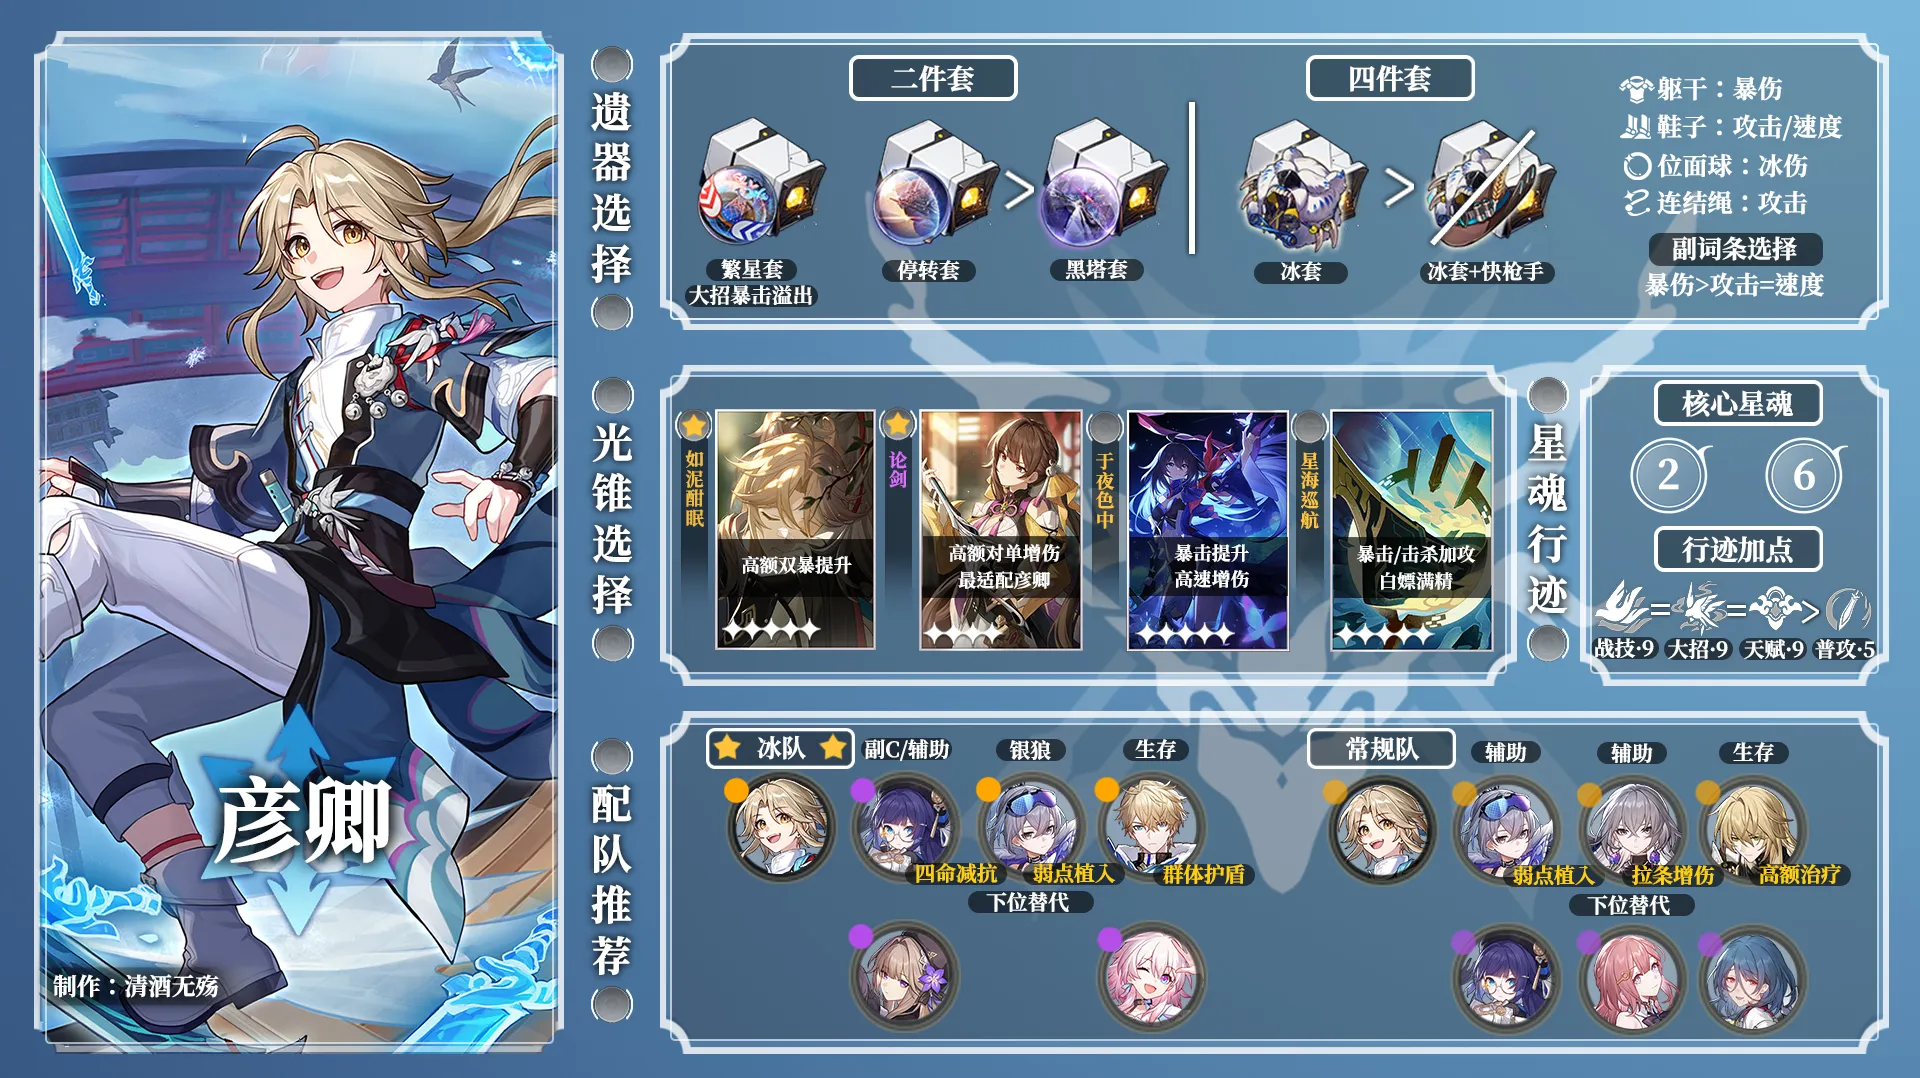 彦卿
制作：清酒无殇
遗器选择
二件套
繁星套
大招暴击溢出
停转套
>
黑塔套
四件套
冰套
>
冰套+快枪手
躯干：暴伤
鞋子：攻击/速度
位面球：冰伤
连结绳：攻击
副词条选择
暴伤>攻击=速度
光锥选择
如泥酣眠
高额双暴提升
论剑
高额对单增伤
最适配彦卿
于夜色中
暴击提升
高速增伤
星海巡航
暴击/击杀加攻
白嫖满精
星魂行迹
核心星魂
2
6
行迹加点
= = >
战技·9 大招·9 天赋·9 普攻·5
配队推荐
冰队
副C/辅助
银狼
生存
四命减抗
弱点植入
群体护盾
下位替代
常规队
辅助
辅助
生存
弱点植入
拉条增伤
高额治疗
下位替代